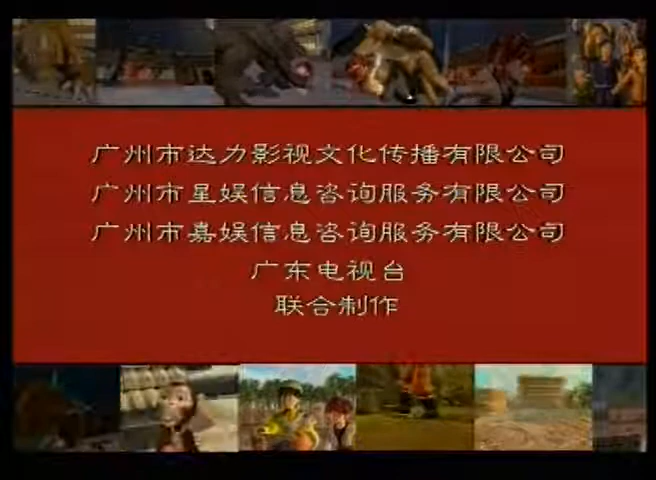 广州市达力影视文化传播有限公司
广州市星娱信息咨询服务有限公司
广州市嘉娱信息咨询服务有限公司
广东电视台
联合制作